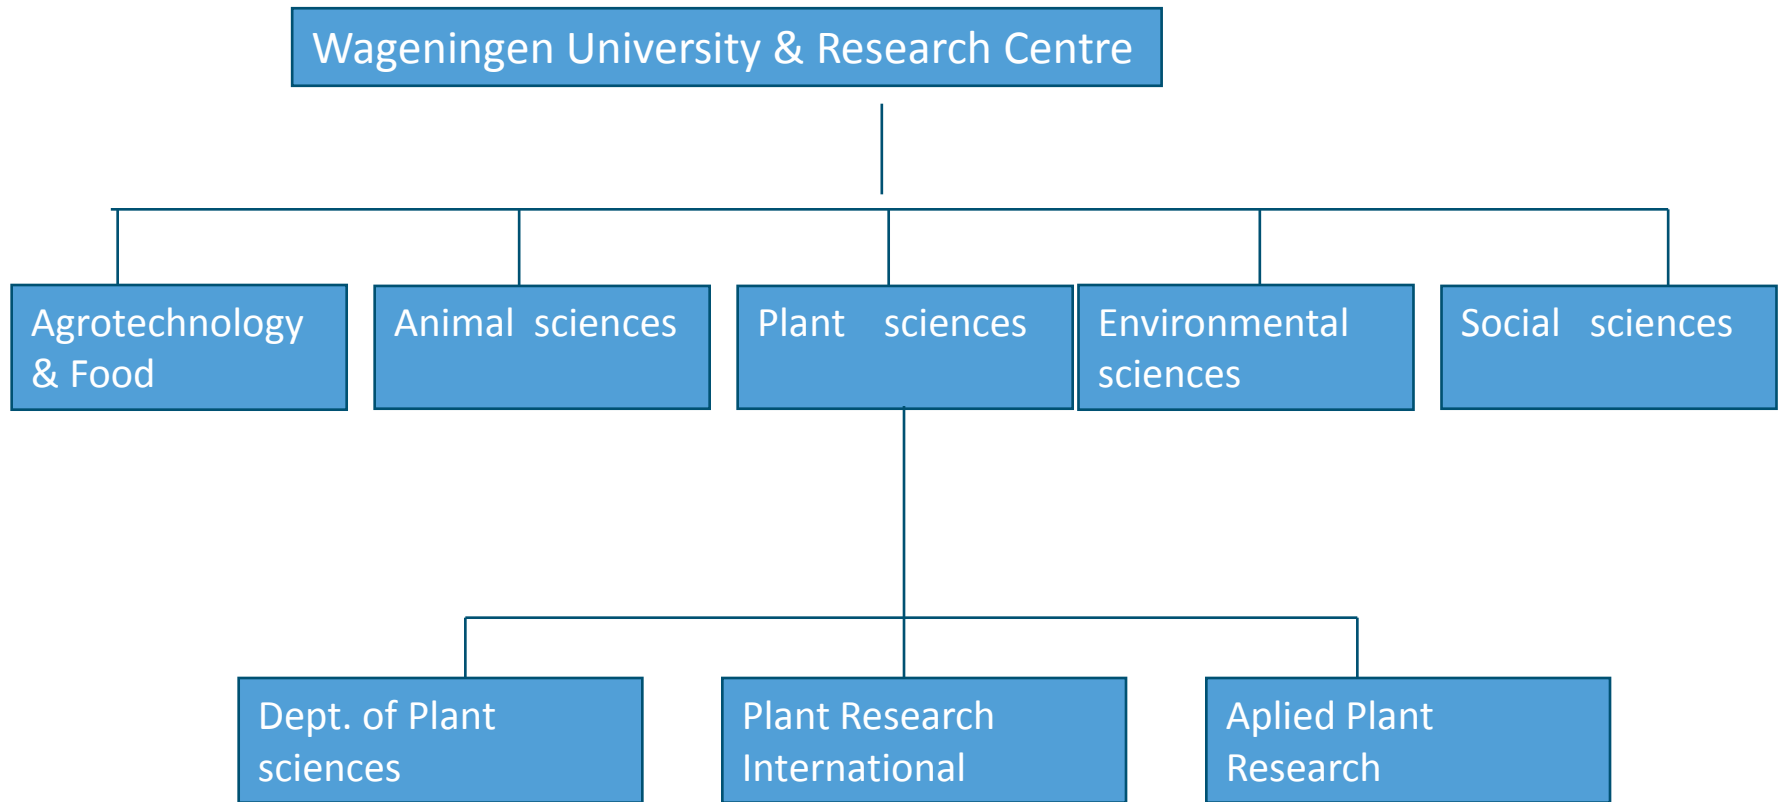 Wageningen University & Research Centre
Agrotechnology
& Food
Animal sciences
Plant sciences
Environmental
sciences
Social sciences
Dept. of Plant
sciences
Plant Research
International
Aplied Plant
Research